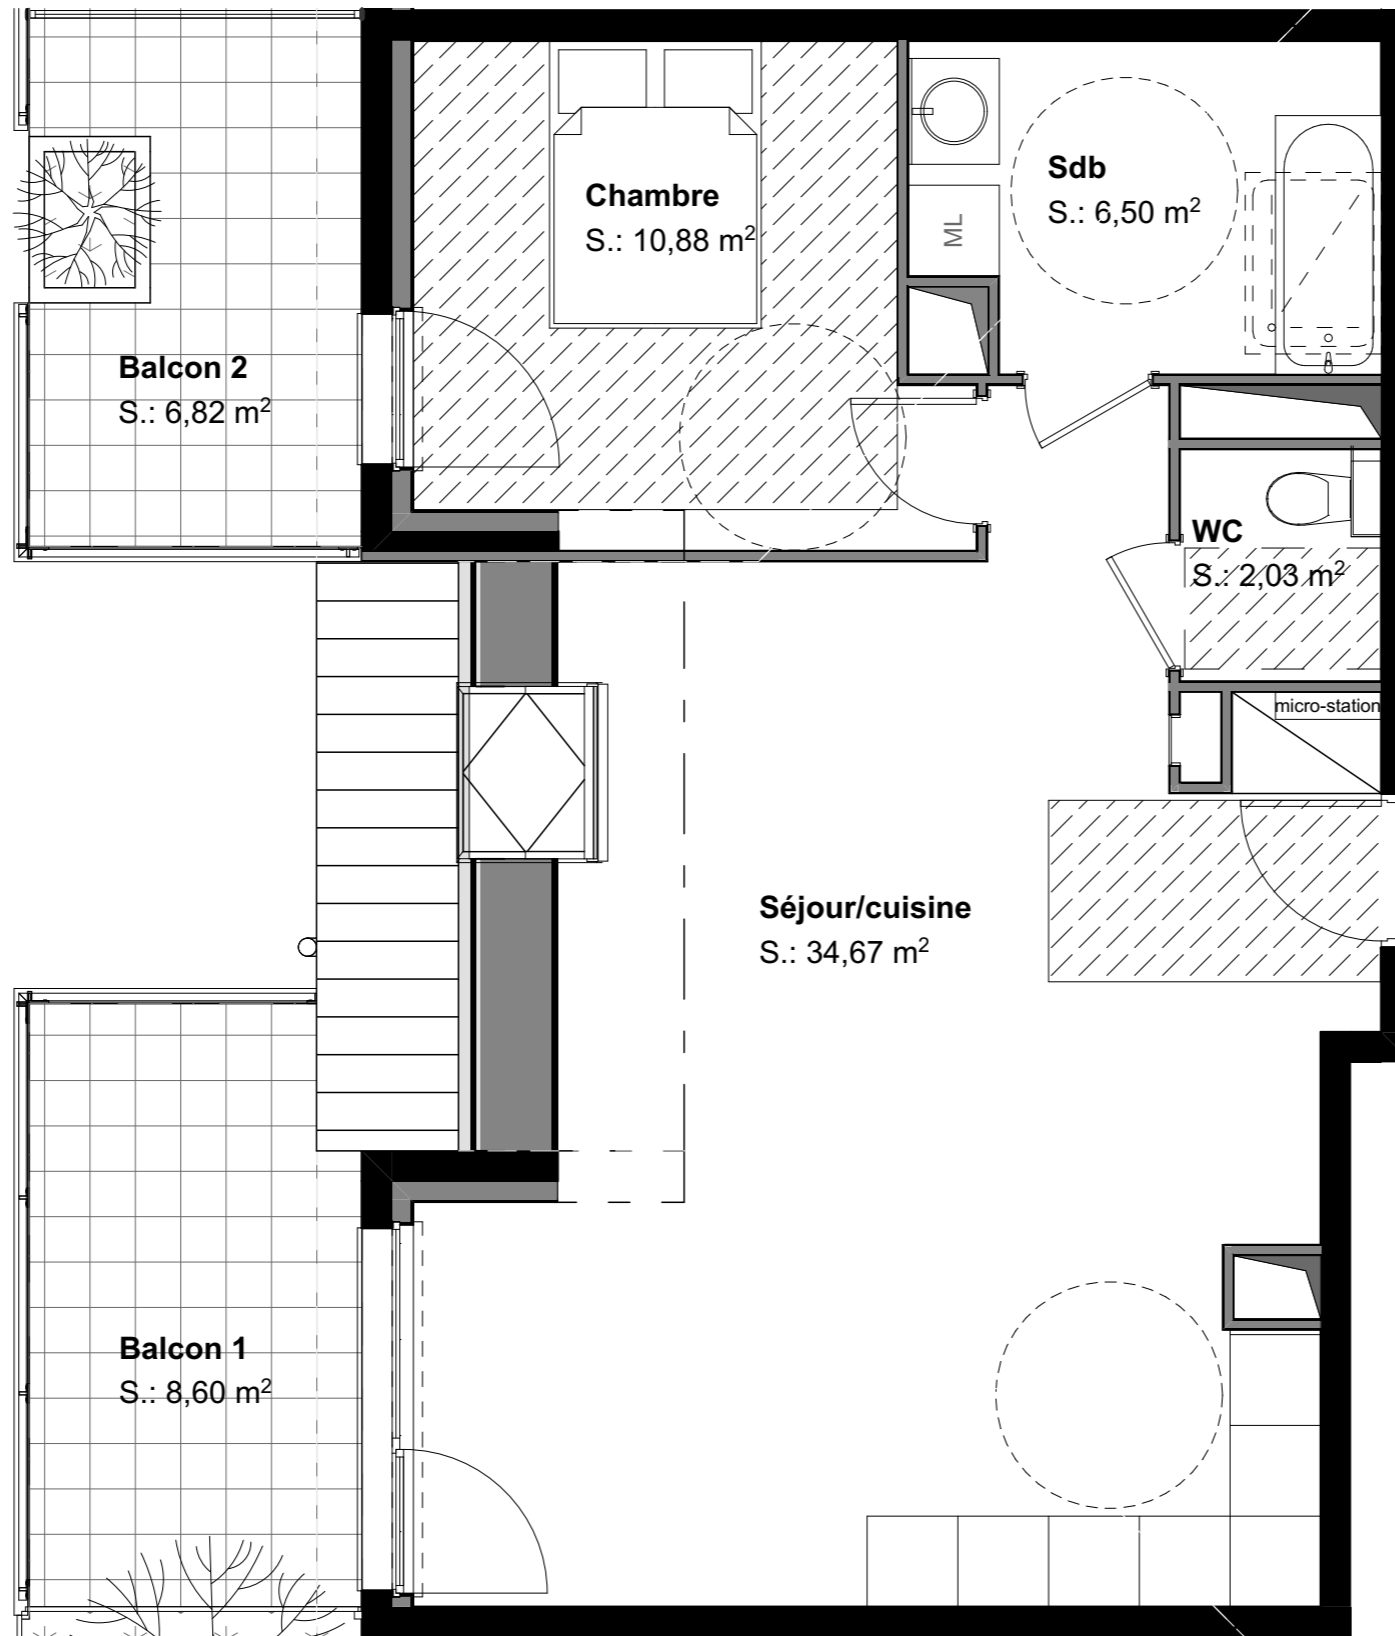 Chambre
S.: 10,88 m²
Sdb
S.: 6,50 m²
ML
Balcon 2
S.: 6,82 m²
WC
S.: 2,03 m²
micro-station
Séjour/cuisine
S.: 34,67 m²
Balcon 1
S.: 8,60 m²